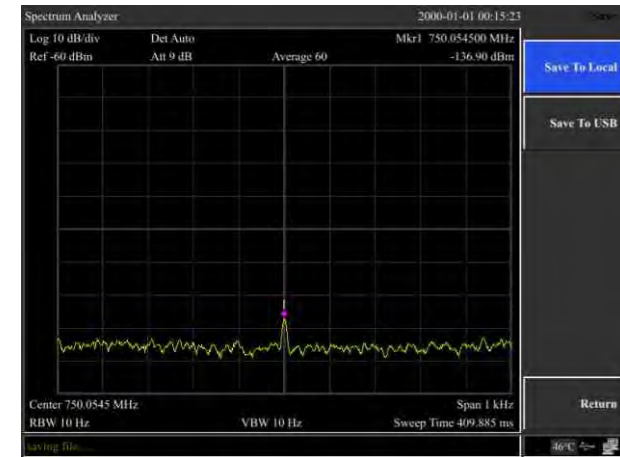 Spectrum Analyzer 2000-01-01 00:15:23 Save
Log 10 dB/div Det Auto Mkr1 750.054500 MHz
Ref -60 dBm Att 9 dB Average 60 -136.90 dBm
Save To Local
Save To USB
1
Center 750.0545 MHz Span 1 kHz Return
RBW 10 Hz VBW 10 Hz Sweep Time 409.885 ms
saving file....
46°C